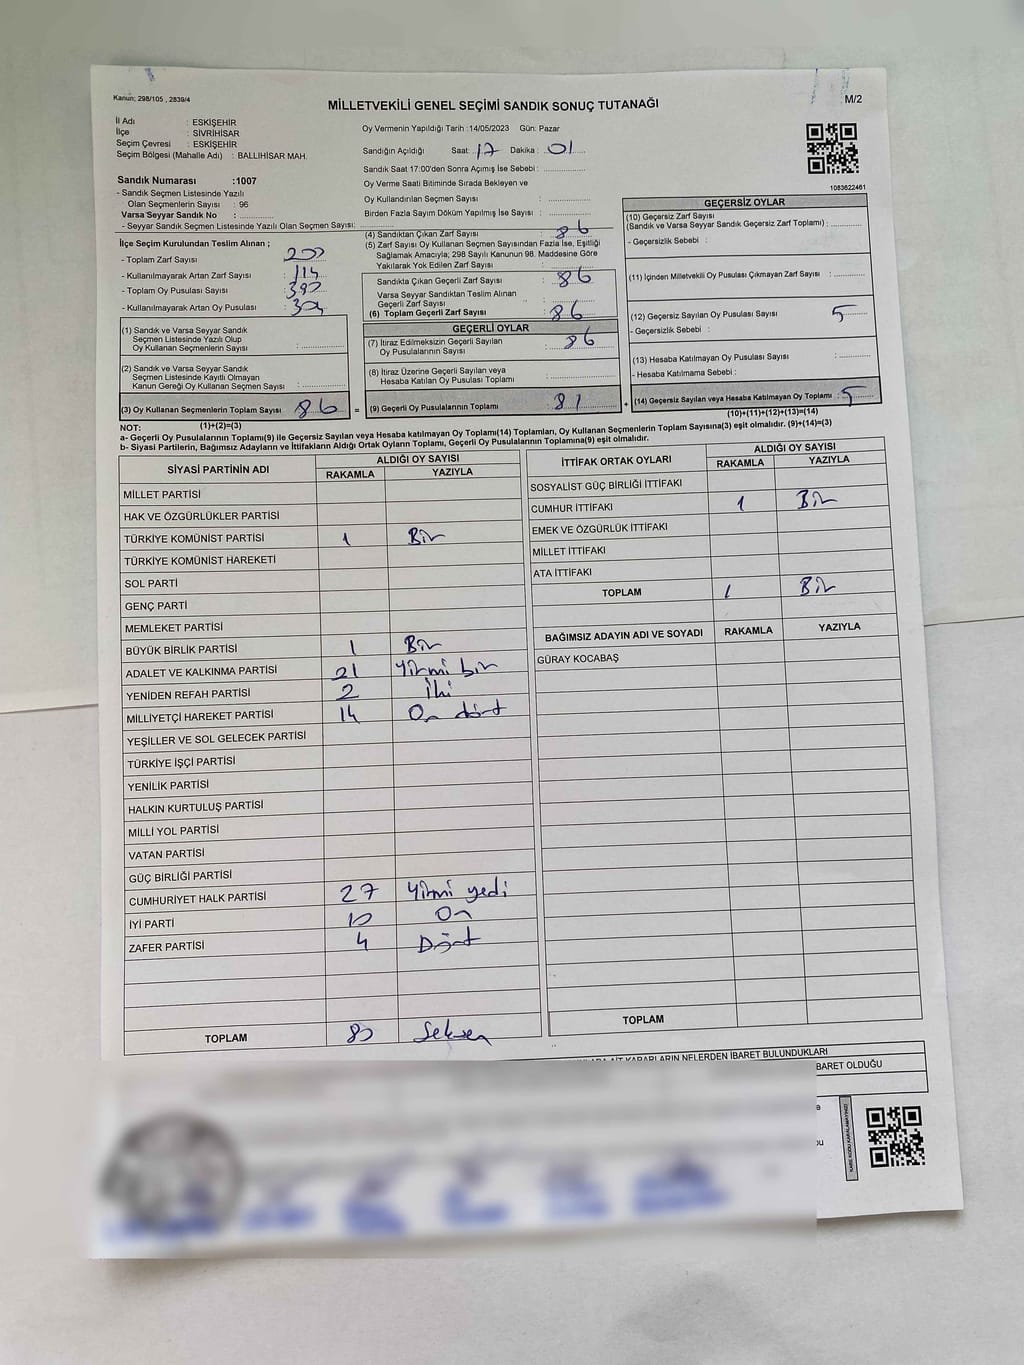 Kanun; 298/105 , 2839/4
MİLLETVEKİLİ GENEL SEÇİMİ SANDIK SONUÇ TUTANAĞI
M/2
İl Adı : ESKİŞEHİR
İlçe : SİVRİHİSAR
Seçim Çevresi : ESKİŞEHİR
Seçim Bölgesi (Mahalle Adı) : BALLIHİSAR MAH.
Oy Vermenin Yapıldığı Tarih :14/05/2023 Gün: Pazar
Sandığın Açıldığı Saat: 17 Dakika : 01
Sandık Saat 17:00'den Sonra Açımış İse Sebebi :
Oy Verme Saati Bitiminde Sırada Bekleyen ve
Oy Kullandırılan Seçmen Sayısı :
Birden Fazla Sayım Döküm Yapılmış İse Sayısı :
1083622461
Sandık Numarası :1007
- Sandık Seçmen Listesinde Yazılı
Olan Seçmenlerin Sayısı : 96
Varsa Seyyar Sandık No :
- Seyyar Sandık Seçmen Listesinde Yazılı Olan Seçmen Sayısı:
İlçe Seçim Kurulundan Teslim Alınan ;
- Toplam Zarf Sayısı : 200
- Kullanılmayarak Artan Zarf Sayısı : 114
- Toplam Oy Pusulası Sayısı :
- Kullanılmayarak Artan Oy Pusulası : 304
(1) Sandık ve Varsa Seyyar Sandık
Seçmen Listesinde Yazılı Olup
Oy Kullanan Seçmenlerin Sayısı :
(2) Sandık ve Varsa Seyyar Sandık
Seçmen Listesinde Kayıtlı Olmayan
Kanun Gereği Oy Kullanan Seçmen Sayısı :
(3) Oy Kullanan Seçmenlerin Toplam Sayısı : 86 =
(1)+(2)=(3)
(4) Sandıktan Çıkan Zarf Sayısı : 86
(5) Zarf Sayısı Oy Kullanan Seçmen Sayısından Fazla İse, Eşitliği
Sağlamak Amacıyla; 298 Sayılı Kanunun 98. Maddesine Göre
Yakılarak Yok Edilen Zarf Sayısı :
Sandıkta Çıkan Geçerli Zarf Sayısı : 86
Varsa Seyyar Sandıktan Teslim Alınan
Geçerli Zarf Sayısı :
(6) Toplam Geçerli Zarf Sayısı : 86
GEÇERLİ OYLAR
(7) İtiraz Edilmeksizin Geçerli Sayılan
Oy Pusulalarının Sayısı : 86
(8) İtiraz Üzerine Geçerli Sayılan veya
Hesaba Katılan Oy Pusulası Toplamı :
(9) Geçerli Oy Pusulalarının Toplamı : 81 +
GEÇERSİZ OYLAR
(10) Geçersiz Zarf Sayısı
(Sandık ve Varsa Seyyar Sandık Geçersiz Zarf Toplamı) :
- Geçersizlik Sebebi :
(11) İçinden Milletvekili Oy Pusulası Çıkmayan Zarf Sayısı :
(12) Geçersiz Sayılan Oy Pusulası Sayısı : 5
- Geçersizlik Sebebi :
(13) Hesaba Katılmayan Oy Pusulası Sayısı :
- Hesaba Katılmama Sebebi :
(14) Geçersiz Sayılan veya Hesaba Katılmayan Oy Toplamı : 5
(10)+(11)+(12)+(13)=(14)
NOT:
a- Geçerli Oy Pusulalarının Toplamı(9) ile Geçersiz Sayılan veya Hesaba katılmayan Oy Toplamı(14) Toplamları, Oy Kullanan Seçmenlerin Toplam Sayısına(3) eşit olmalıdır. (9)+(14)=(3)
b- Siyasi Partilerin, Bağımsız Adayların ve İttifakların Aldığı Ortak Oyların Toplamı, Geçerli Oy Pusulalarının Toplamına(9) eşit olmalıdır.
SİYASİ PARTİNİN ADI
ALDIĞI OY SAYISI
RAKAMLA YAZIYLA
MİLLET PARTİSİ
HAK VE ÖZGÜRLÜKLER PARTİSİ
TÜRKİYE KOMÜNİST PARTİSİ 1 Bir
TÜRKİYE KOMÜNİST HAREKETİ
SOL PARTİ
GENÇ PARTİ
MEMLEKET PARTİSİ
BÜYÜK BİRLİK PARTİSİ 1 Bir
ADALET VE KALKINMA PARTİSİ 21 Yirmi bir
YENİDEN REFAH PARTİSİ 2 İki
MİLLİYETÇİ HAREKET PARTİSİ 14 On dört
YEŞİLLER VE SOL GELECEK PARTİSİ
TÜRKİYE İŞÇİ PARTİSİ
YENİLİK PARTİSİ
HALKIN KURTULUŞ PARTİSİ
MİLLİ YOL PARTİSİ
VATAN PARTİSİ
GÜÇ BİRLİĞİ PARTİSİ
CUMHURİYET HALK PARTİSİ 27 Yirmi yedi
İYİ PARTİ 10 On
ZAFER PARTİSİ 4 Dört
TOPLAM 80 Seksen
İTTİFAK ORTAK OYLARI
ALDIĞI OY SAYISI
RAKAMLA YAZIYLA
SOSYALİST GÜÇ BİRLİĞİ İTTİFAKI
CUMHUR İTTİFAKI 1 Bir
EMEK VE ÖZGÜRLÜK İTTİFAKI
MİLLET İTTİFAKI
ATA İTTİFAKI
TOPLAM 1 Bir
BAĞIMSIZ ADAYIN ADI VE SOYADI RAKAMLA YAZIYLA
GÜRAY KOCABAŞ
TOPLAM
KARARLARIN NELERDEN İBARET BULUNDUKLARI
BARET OLDUĞU